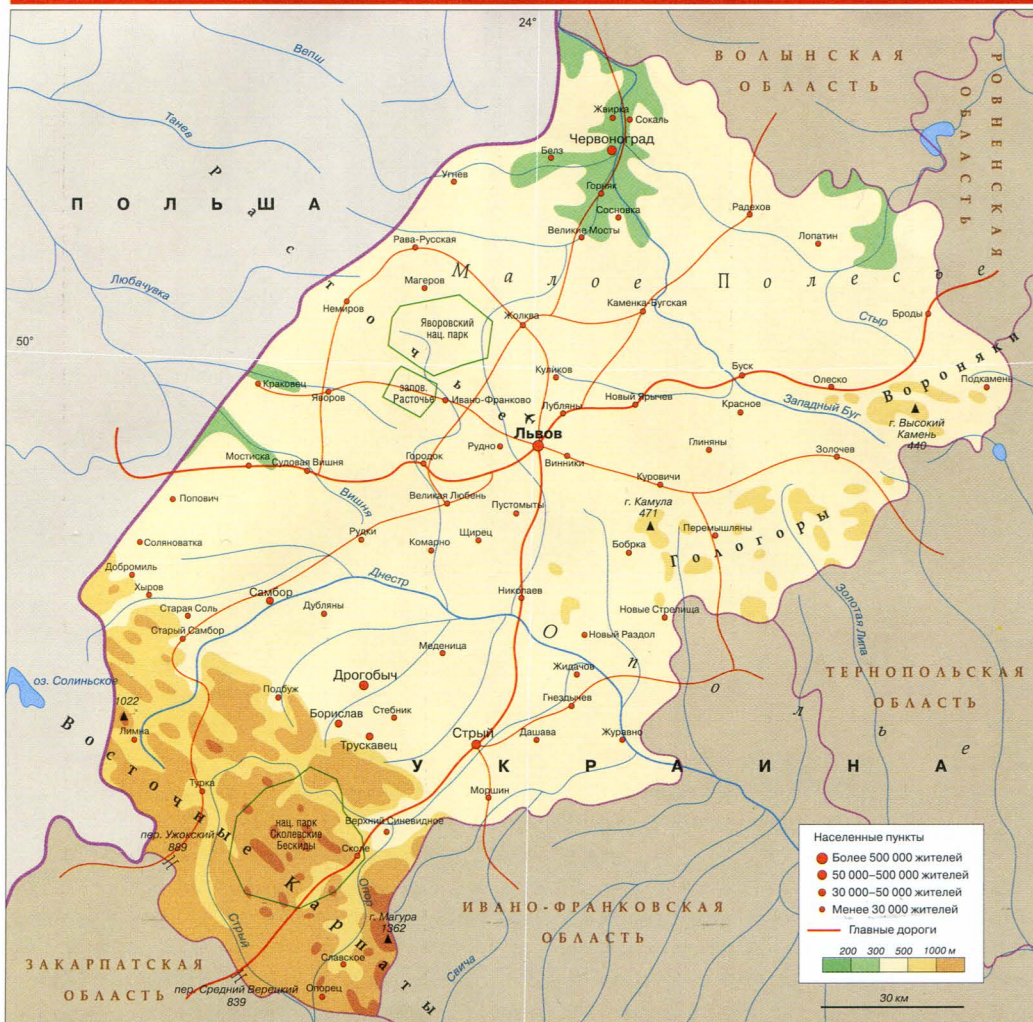 24°
ВОЛЫНСКАЯ
ОБЛАСТЬ
РОВНЕНСКАЯ
ОБЛАСТЬ
Вепш
Танев
ПОЛЬША
Расточье
Любачувка
50°
Жвирка
Сокаль
Червоноград
Белз
Угнев
Горняк
Сосновка
Великие Мосты
Радехов
Лопатин
Рава-Русская
Магеров
Малое Полесье
Немиров
Каменка-Бугская
Жолква
Яворовский
нац. парк
Стыр
Броды
Краковец
Яворов
запов.
Расточье
Ивано-Франково
Куликов
Буск
Олеско
Вороняки
Подкамень
Лубляны
Новый Ярычев
Красное
Западный Буг
г. Высокий
Камень
440
Львов
Рудно
Винники
Глиняны
Золочев
Мостиска
Судовая Вишня
Городок
Куровичи
Вишня
Попович
Великая Любень
Пустомыты
г. Камула
471
Перемышляны
Гологоры
Соляноватка
Рудки
Комарно
Щирец
Бобрка
Добромиль
Хыров
Днестр
Самбор
Николаев
Золотая Липа
Старая Соль
Дубляны
Новые Стрелища
Старый Самбор
Новый Раздол
Ополье
Меденица
оз. Солиньское
Дрогобыч
Жидачов
ТЕРНОПОЛЬСКАЯ
ОБЛАСТЬ
1022
Подбуж
Стебник
Гнездычев
Борислав
Лимна
Трускавец
Стрый
Дашава
Журавно
УКРАИНА
Восточные Карпаты
Турка
Моршин
нац. парк
Сколевские
Бескиды
Верхний Синевидное
пер. Ужокский
889
Сколе
Опор
г. Магура
1362
Стрый
ИВАНО-ФРАНКОВСКАЯ
ОБЛАСТЬ
Славское
Свича
ЗАКАРПАТСКАЯ
ОБЛАСТЬ
пер. Средний Верецкий
839
Опорец
Населенные пункты
Более 500 000 жителей
50 000–500 000 жителей
30 000–50 000 жителей
Менее 30 000 жителей
Главные дороги
200 300 500 1000 м
30 км